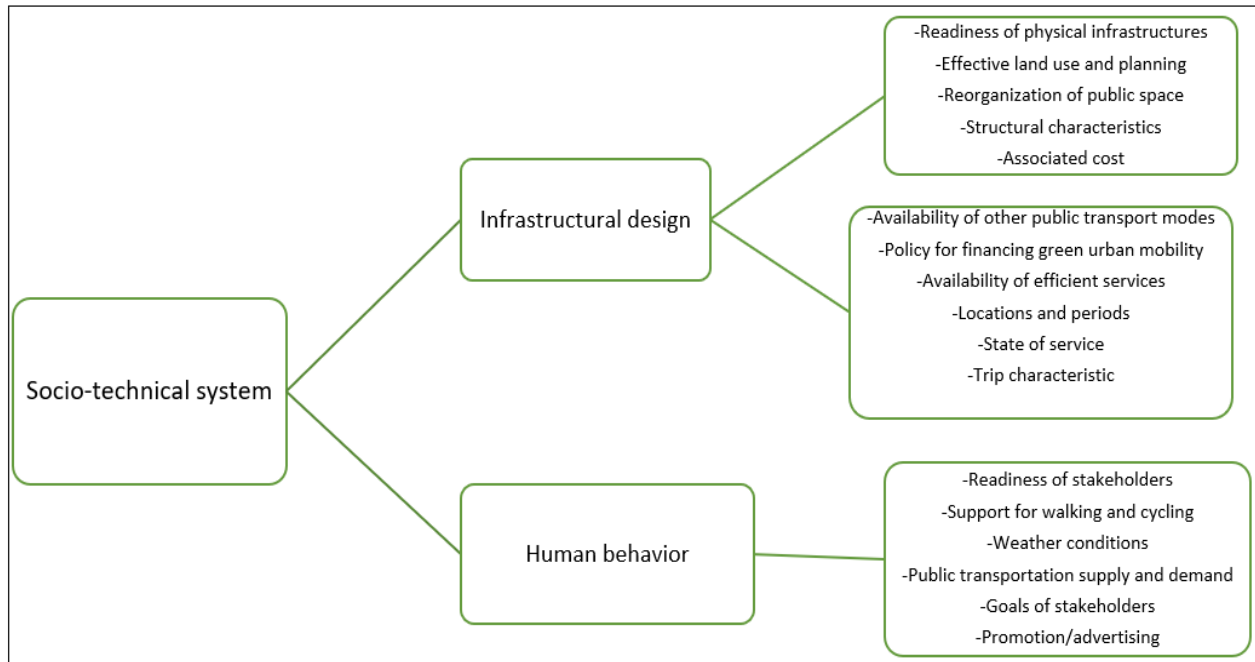 Socio-technical system
Infrastructural design
-Readiness of physical infrastructures
-Effective land use and planning
-Reorganization of public space
-Structural characteristics
-Associated cost
-Availability of other public transport modes
-Policy for financing green urban mobility
-Availability of efficient services
-Locations and periods
-State of service
-Trip characteristic
Human behavior
-Readiness of stakeholders
-Support for walking and cycling
-Weather conditions
-Public transportation supply and demand
-Goals of stakeholders
-Promotion/advertising